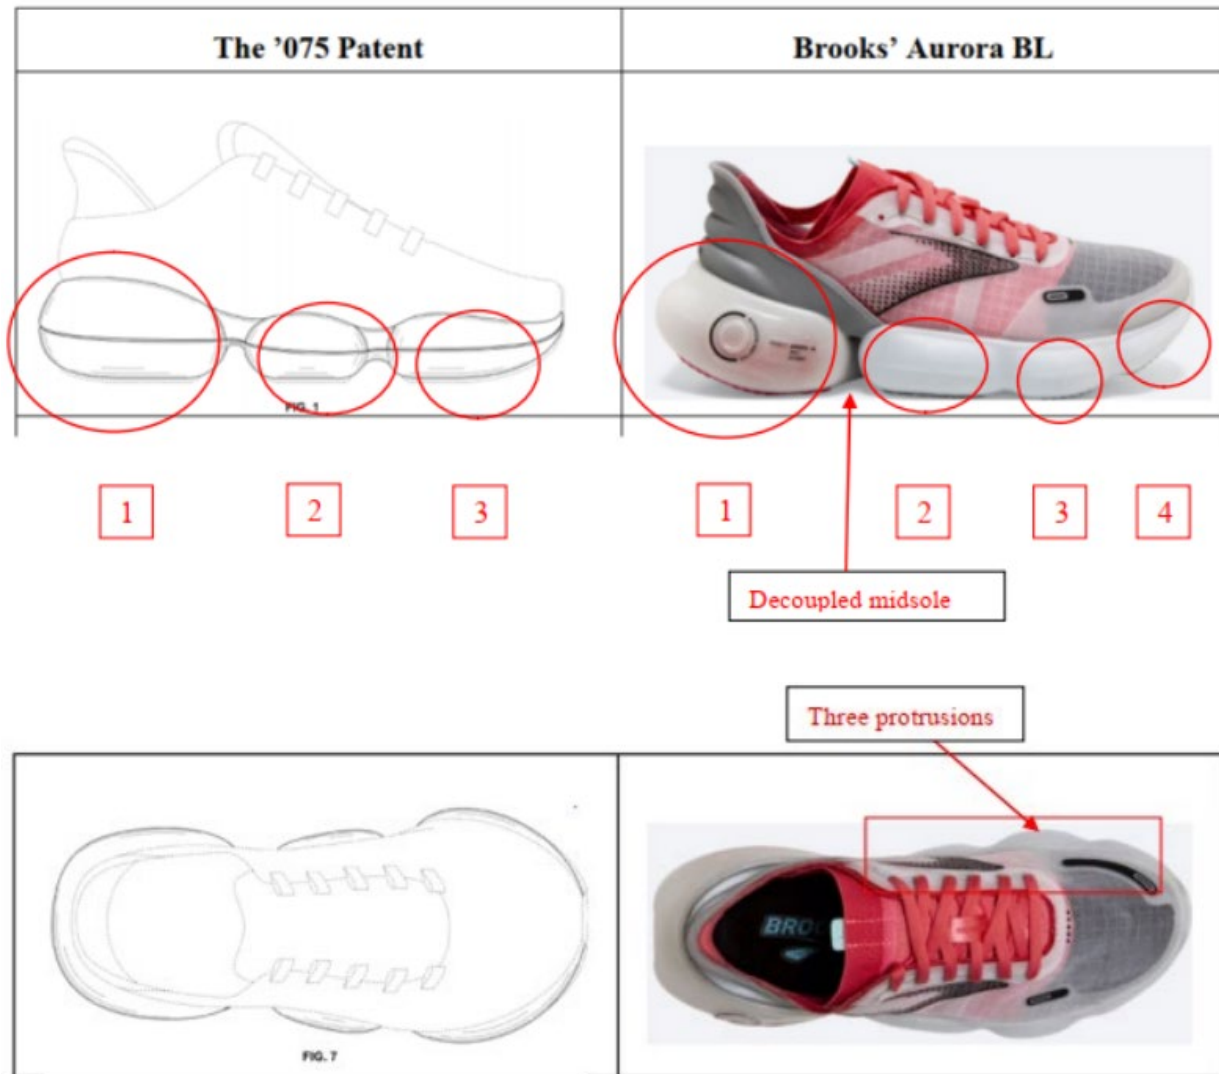 The ’075 Patent
Brooks’ Aurora BL
FIG. 1
1
2
3
1
2
3
4
Decoupled midsole
Three protrusions
FIG. 7